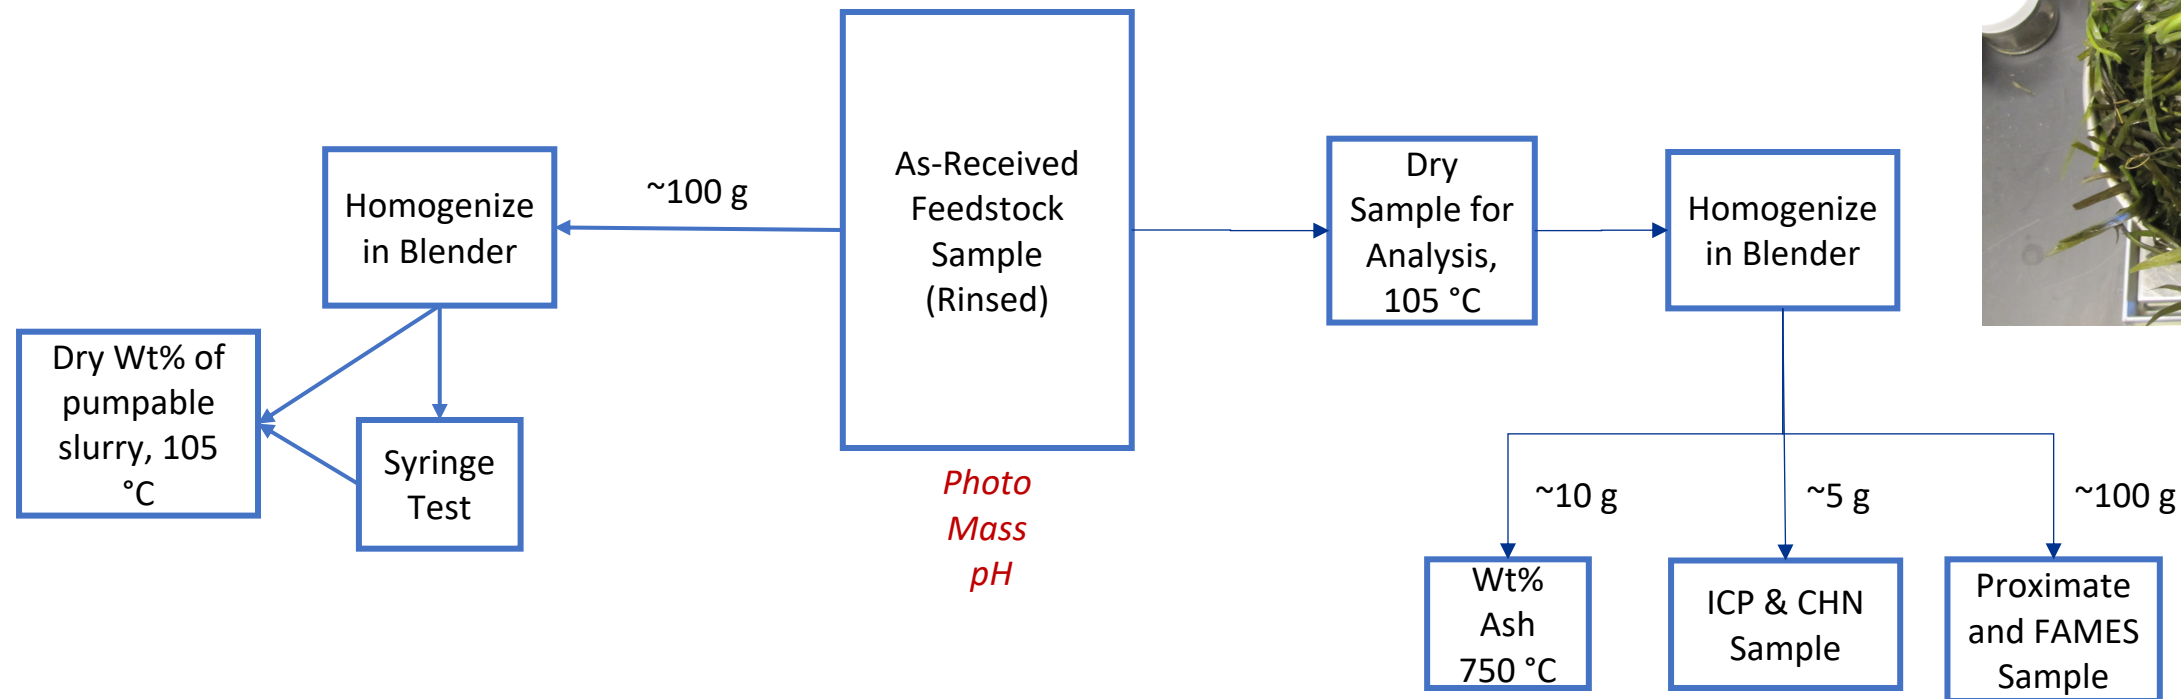 Homogenize
in Blender
~100 g
As-Received
Feedstock
Sample
(Rinsed)
Photo
Mass
pH
Dry Wt% of
pumpable
slurry, 105
°C
Syringe
Test
Dry
Sample for
Analysis,
105 °C
Homogenize
in Blender
~10 g
~5 g
~100 g
Wt%
Ash
750 °C
ICP & CHN
Sample
Proximate
and FAMES
Sample